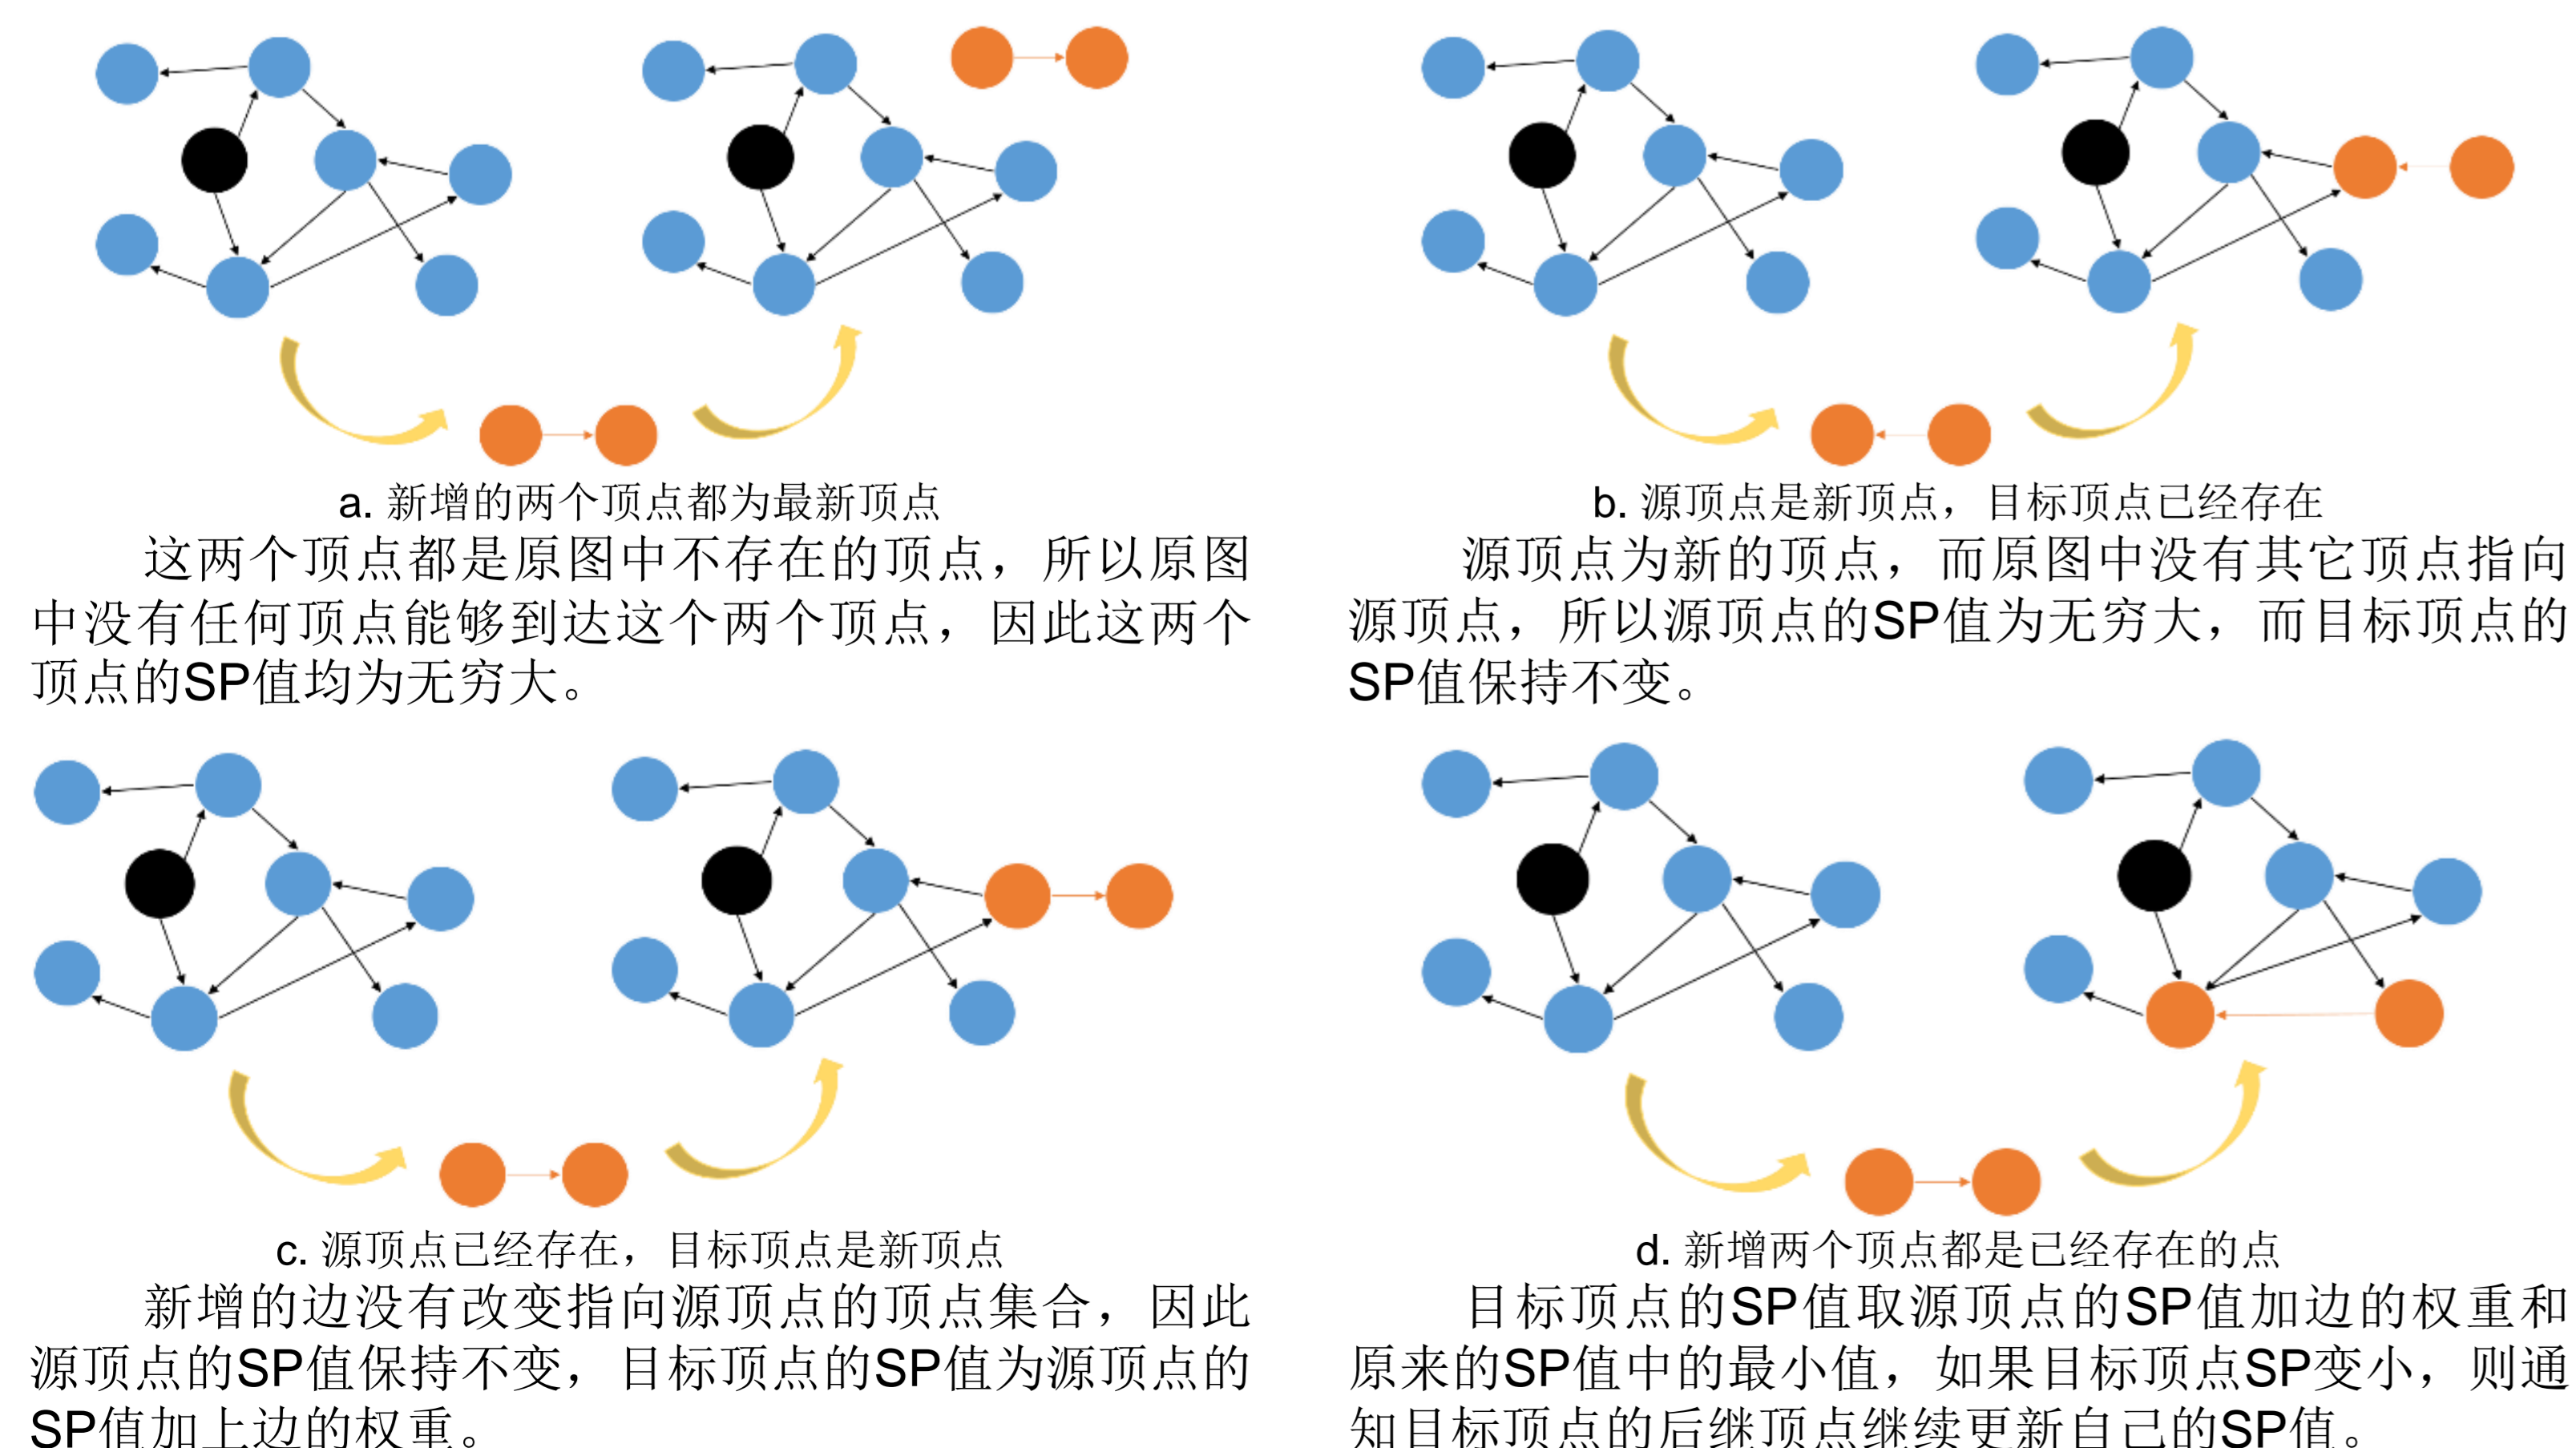 a. 新增的两个顶点都为最新顶点
这两个顶点都是原图中不存在的顶点，所以原图
中没有任何顶点能够到达这个两个顶点，因此这两个
顶点的SP值均为无穷大。
b. 源顶点是新顶点，目标顶点已经存在
源顶点为新的顶点，而原图中没有其它顶点指向
源顶点，所以源顶点的SP值为无穷大，而目标顶点的
SP值保持不变。
c. 源顶点已经存在，目标顶点是新顶点
新增的边没有改变指向源顶点的顶点集合，因此
源顶点的SP值保持不变，目标顶点的SP值为源顶点的
SP值加上边的权重。
d. 新增两个顶点都是已经存在的点
目标顶点的SP值取源顶点的SP值加边的权重和
原来的SP值中的最小值，如果目标顶点SP变小，则通
知目标顶点的后继顶点继续更新自己的SP值。